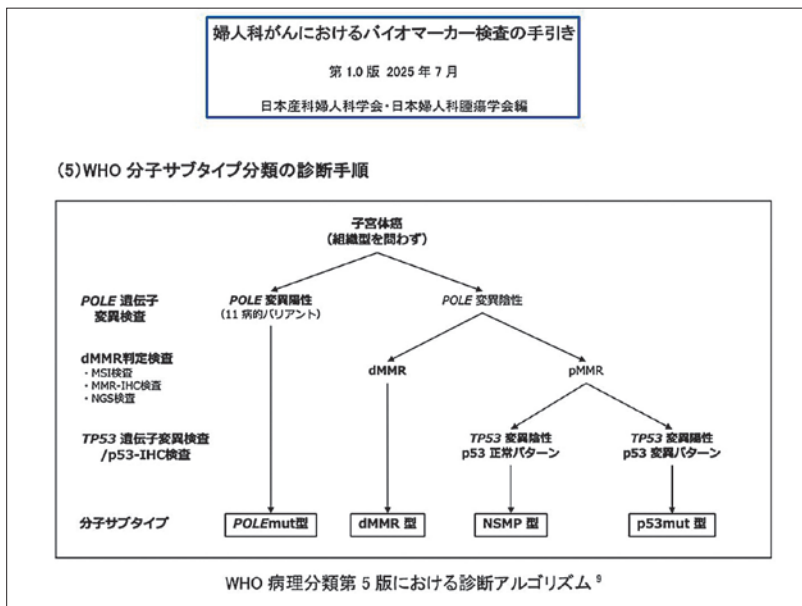 婦人科がんにおけるバイオマーカー検査の手引き
第 1.0 版 2025 年 7 月
日本産科婦人科学会・日本婦人科腫瘍学会編
(5)WHO 分子サブタイプ分類の診断手順
子宮体癌
(組織型を問わず)
POLE 遺伝子
変異検査
POLE 変異陽性
(11 病的バリアント)
POLE 変異陰性
dMMR判定検査
・MSI検査
・MMR-IHC検査
・NGS検査
dMMR
pMMR
TP53 遺伝子変異検査
/p53-IHC検査
TP53 変異陰性
p53 正常パターン
TP53 変異陽性
p53 変異パターン
分子サブタイプ
POLEmut型
dMMR 型
NSMP 型
p53mut 型
WHO 病理分類第 5 版における診断アルゴリズム 9